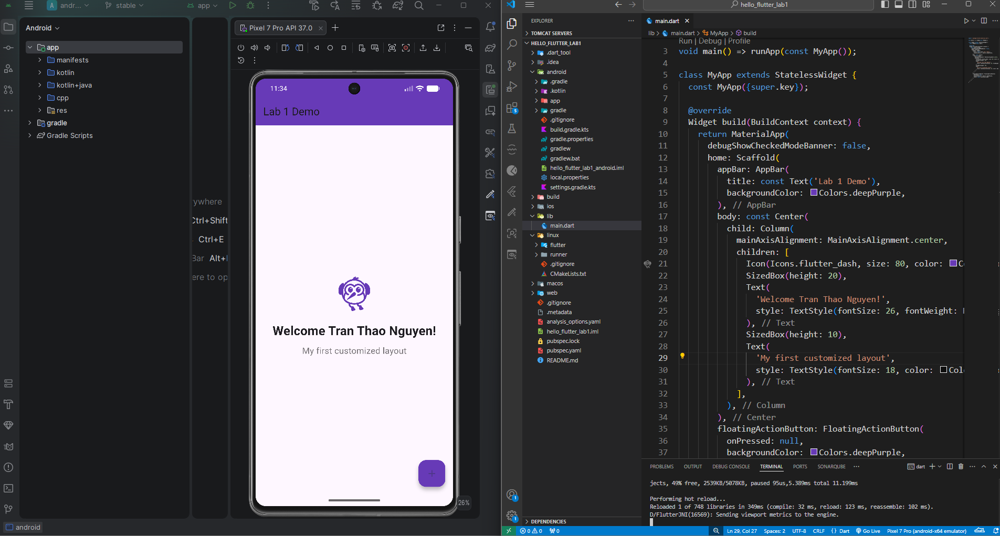 A andr...
stable
app
Android
app
manifests
kotlin
kotlin+java
cpp
res
gradle
Gradle Scripts
android
ywhere
Ctrl+Shift
Ctrl+E
Bar Alt+
ere to op
Pixel 7 Pro API 37.0
11:34
Lab 1 Demo
Welcome Tran Thao Nguyen!
My first customized layout
26%
hello_flutter_lab1
EXPLORER
TOMCAT SERVERS
HELLO_FLUTTER_LAB1
.dart_tool
.idea
android
.gradle
.kotlin
app
gradle
.gitignore
build.gradle.kts
gradle.properties
gradlew
gradlew.bat
hello_flutter_lab1_android.iml
local.properties
settings.gradle.kts
build
ios
lib
main.dart
linux
flutter
runner
.gitignore
CMakeLists.txt
macos
web
.gitignore
.metadata
analysis_options.yaml
hello_flutter_lab1.iml
pubspec.lock
pubspec.yaml
README.md
DEPENDENCIES
5
1
1
main.dart
lib > main.dart > MyApp > build
Run | Debug | Profile
3 void main() => runApp(const MyApp());
4
5 class MyApp extends StatelessWidget {
6 const MyApp({super.key});
7
8 @override
9 Widget build(BuildContext context) {
10 return MaterialApp(
11 debugShowCheckedModeBanner: false,
12 home: Scaffold(
13 appBar: AppBar(
14 title: const Text('Lab 1 Demo'),
15 backgroundColor: Colors.deepPurple,
16 ), // AppBar
17 body: const Center(
18 child: Column(
19 mainAxisAlignment: MainAxisAlignment.center,
20 children: [
21 Icon(Icons.flutter_dash, size: 80, color: C
22 SizedBox(height: 20),
23 Text(
24 'Welcome Tran Thao Nguyen!',
25 style: TextStyle(fontSize: 26, fontWeight:
26 ), // Text
27 SizedBox(height: 10),
28 Text(
29 'My first customized layout',
30 style: TextStyle(fontSize: 18, color: Col
31 ), // Text
32 ],
33 ), // Column
34 ), // Center
35 floatingActionButton: FloatingActionButton(
36 onPressed: null,
37 backgroundColor: Colors.deepPurple,
PROBLEMS OUTPUT DEBUG CONSOLE TERMINAL PORTS SONARQUBE
dart
jects, 49% free, 2539KB/5078KB, paused 95us,5.389ms total 11.199ms
Performing hot reload...
Reloaded 1 of 748 libraries in 349ms (compile: 32 ms, reload: 123 ms, reassemble: 102 ms).
D/FlutterJNI(16569): Sending viewport metrics to the engine.
0 0 0 Ln 29, Col 27 Spaces: 2 UTF-8 CRLF {} Dart Go Live Pixel 7 Pro (android-x64 emulator)